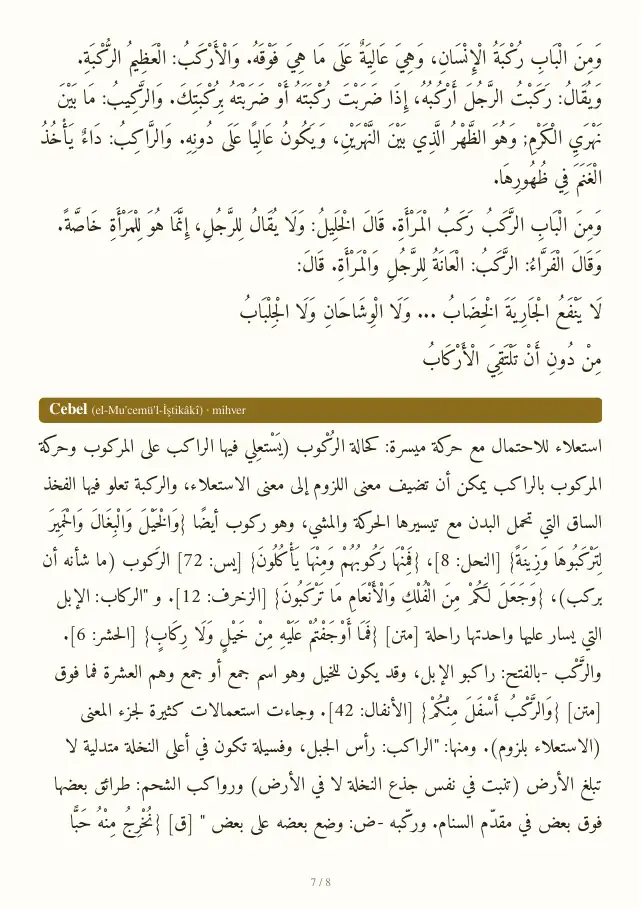 وَمِنَ الْبَابِ رُكْبَةُ الْإِنْسَانِ، وَهِيَ عَالِيَةٌ عَلَى مَا هِيَ فَوْقَهُ. وَالْأَرْكَبُ: الْعَظِيمُ الرُّكْبَةِ.
وَيُقَالُ: رَكَبْتُ الرَّجُلَ أَرْكُبُهُ، إِذَا ضَرَبْتَ رُكْبَتَهُ أَوْ ضَرَبْتَهُ بِرُكْبَتِكَ. وَالرَّكِيبُ: مَا بَيْنَ
نَهْرَيِ الْكَرْمِ; وَهُوَ الظَّهْرُ الَّذِي بَيْنَ النَّهْرَيْنِ، وَيَكُونُ عَالِيًا عَلَى دُونِهِ. وَالرَّاكِبُ: دَاءٌ يَأْخُذُ
الْغَنَمَ فِي ظُهُورِهَا.
وَمِنَ الْبَابِ الرَّكَبُ رَكَبُ الْمَرْأَةِ. قَالَ الْخَلِيلُ: وَلَا يُقَالُ لِلرَّجُلِ، إِنَّمَا هُوَ لِلْمَرْأَةِ خَاصَّةً.
وَقَالَ الْفَرَّاءُ: الرَّكَبُ: الْعَانَةُ لِلرَّجُلِ وَالْمَرْأَةِ. قَالَ:
لَا يَنْفَعُ الْجَارِيَةَ الْخِضَابُ ... وَلَا الْوِشَاحَانِ وَلَا الْجِلْبَابُ
مِنْ دُونِ أَنْ تَلْتَقِيَ الْأَرْكَابُ
Cebel (el-Mu'cemü'l-İştikâkî) · mihver
استعلاء للاحتمال مع حركة ميسرة: كحالة الرُكوب (يَسْتعلِي فيها الراكب على المركوب وحركة
المركوب بالراكب يمكن أن تضيف معنى اللزوم إلى معنى الاستعلاء، والركبة تعلو فيها الفخذ
الساق التي تحمل البدن مع تيسيرها الحركة والمشي، وهو ركوب أيضًا {وَالْخَيْلَ وَالْبِغَالَ وَالْحَمِيرَ
لِتَرْكَبُوهَا وَزِينَةً} [النحل: 8]، {فَمِنْهَا رَكُوبُهُمْ وَمِنْهَا يَأْكُلُونَ} [يس: 72] الرَكوب (ما شأنه أن
يركب)، {وَجَعَلَ لَكُمْ مِنَ الْفُلْكِ وَالْأَنْعَامِ مَا تَرْكَبُونَ} [الزخرف: 12]. و "الركاب: الإبل
التي يسار عليها واحدتها راحلة [متن] {فَمَا أَوْجَفْتُمْ عَلَيْهِ مِنْ خَيْلٍ وَلَا رِكَابٍ} [الحشر: 6].
والرَّكْب -بالفتح: راكبو الإبل، وقد يكون للخيل وهو اسم جمع أو جمع وهم العشرة فما فوق
[متن] {وَالرَّكْبُ أَسْفَلَ مِنْكُمْ} [الأنفال: 42]. وجاءت استعمالات كثيرة لجزء المعنى
(الاستعلاء بلزوم). ومنها: "الراكب: رأس الجبل، وفسيلة تكون في أعلى النخلة متدلية لا
تبلغ الأرض (تنبت في نفس جذع النخلة لا في الأرض) ورواكب الشحم: طرائق بعضها
فوق بعض في مقدّم السنام. وركّبه -ض: وضع بعضه على بعض " [ق] {نُخْرِجُ مِنْهُ حَبًّا
7 / 8